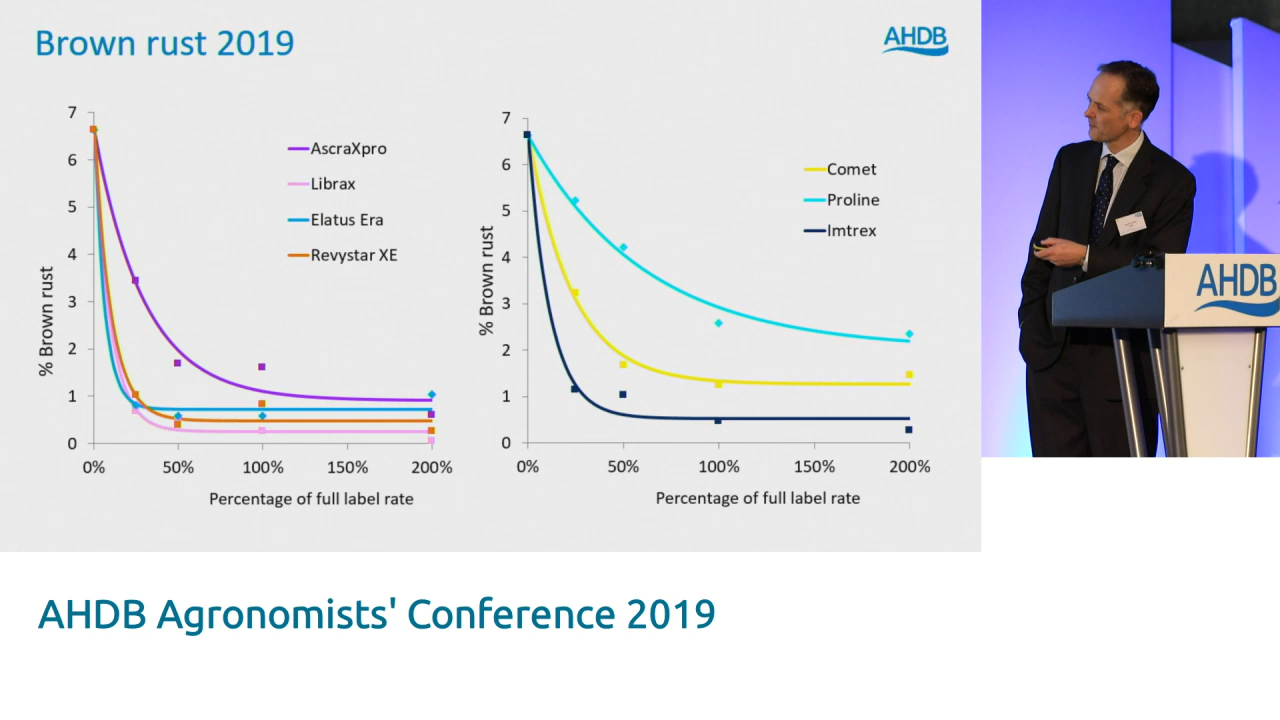 Brown rust 2019
AHDB
7
6
5
4
3
2
1
0
% Brown rust
AscraXpro
Librax
Elatus Era
Revystar XE
0% 50% 100% 150% 200%
Percentage of full label rate
7
6
5
4
3
2
1
0
% Brown rust
Comet
Proline
Imtrex
0% 50% 100% 150% 200%
Percentage of full label rate
AHDB
AHDB Agronomists' Conference 2019